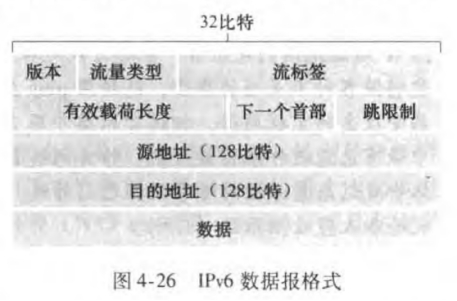 32比特
版本 流量类型 流标签
有效载荷长度 下一个首部 跳限制
源地址（128比特）
目的地址（128比特）
数据
图 4-26 IPv6 数据报格式